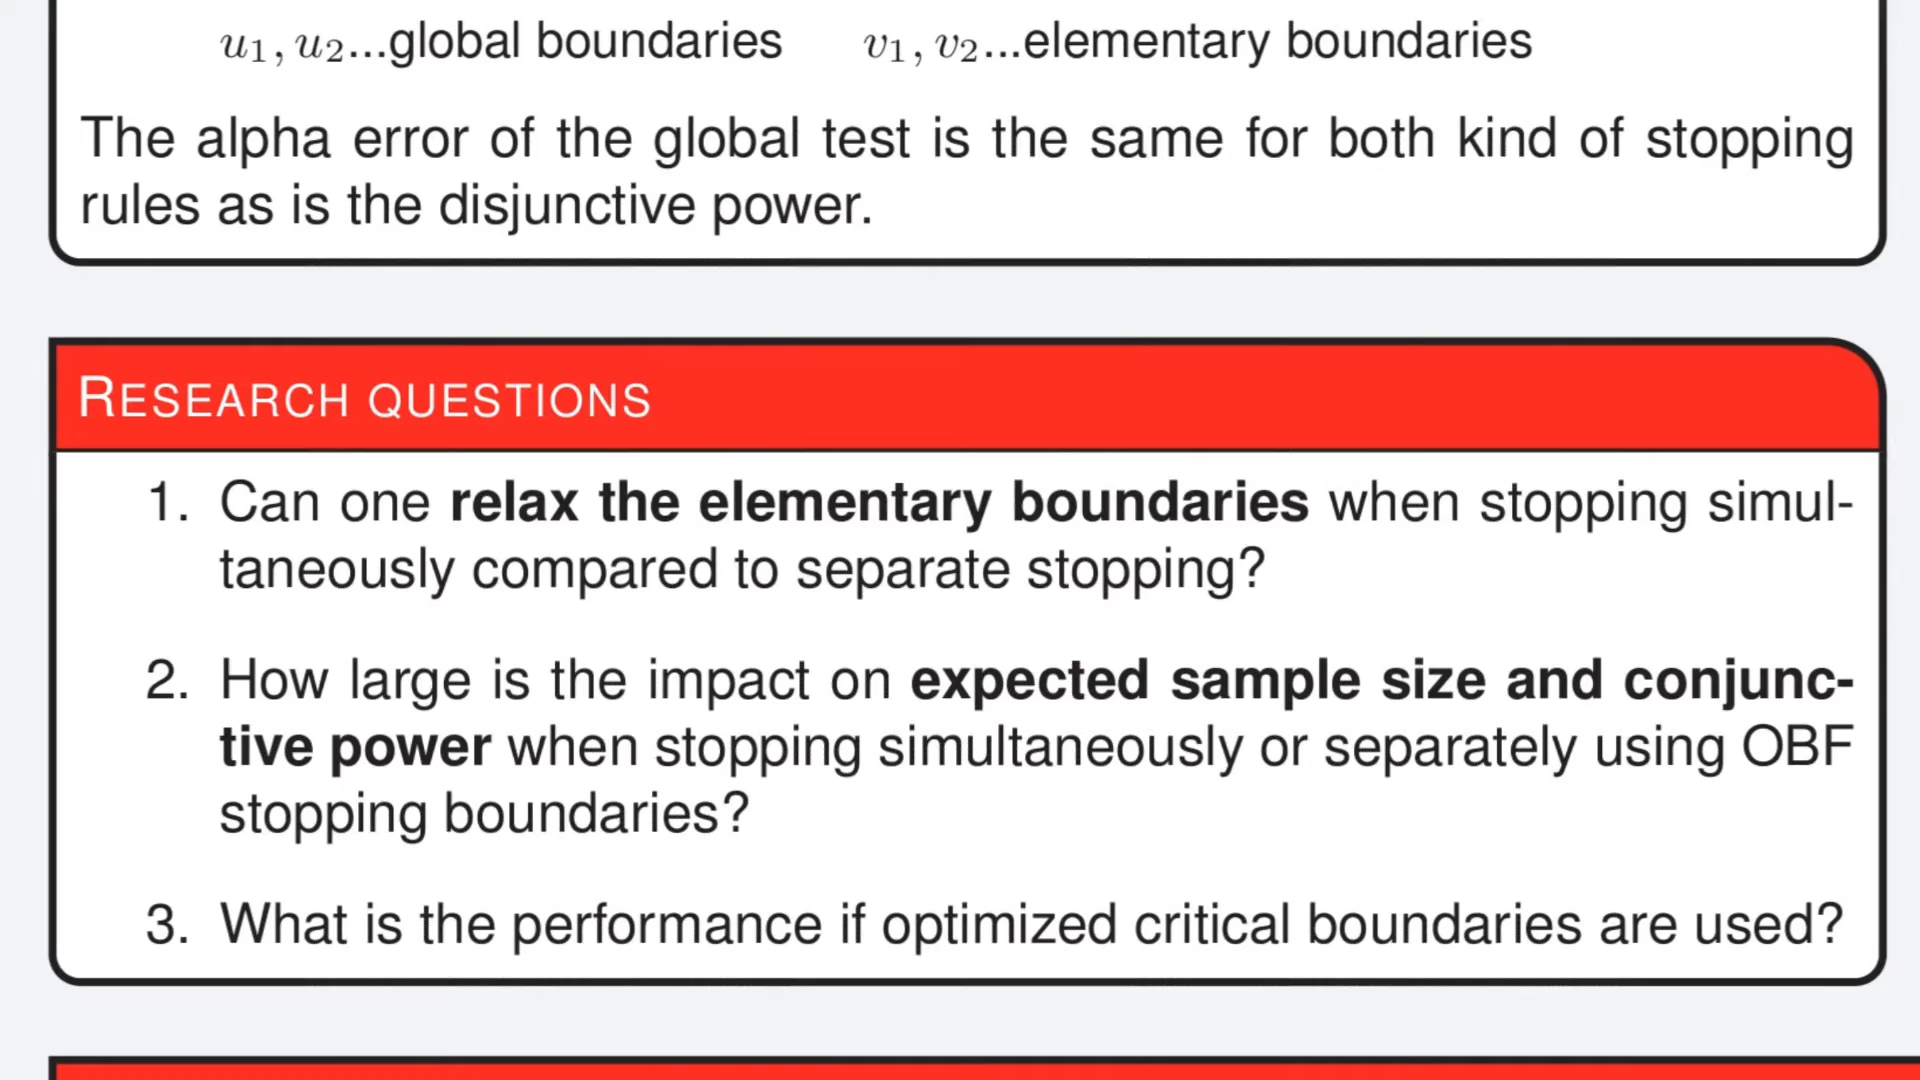 u₁, u₂...global boundaries v₁, v₂...elementary boundaries
The alpha error of the global test is the same for both kind of stopping
rules as is the disjunctive power.
RESEARCH QUESTIONS
1. Can one relax the elementary boundaries when stopping simul-
taneously compared to separate stopping?
2. How large is the impact on expected sample size and conjunc-
tive power when stopping simultaneously or separately using OBF
stopping boundaries?
3. What is the performance if optimized critical boundaries are used?